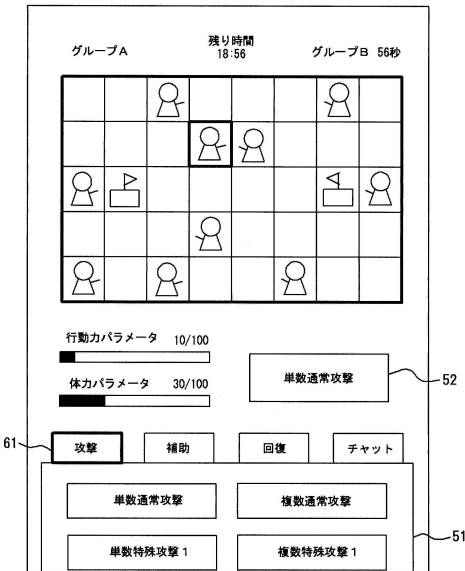 残り時間
グループA 18:56 グループB 56秒
行動力パラメータ 10/100
体力パラメータ 30/100
単数通常攻撃 52
61 攻撃 補助 回復 チャット
単数通常攻撃 複数通常攻撃
51
単数特殊攻撃1 複数特殊攻撃1